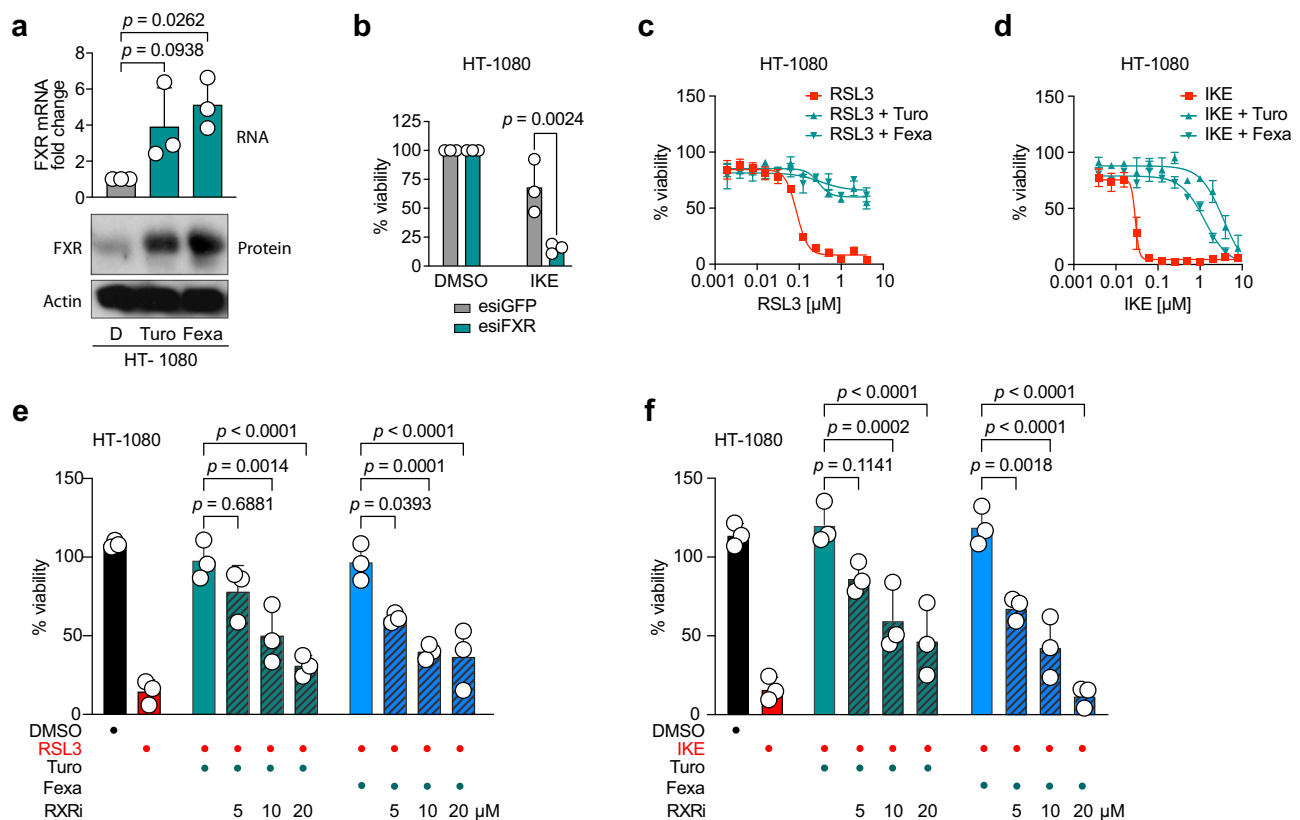 a
p = 0.0262
p = 0.0938
8
6
4
2
0
FXR mRNA
fold change
RNA
FXR
Protein
Actin
D Turo Fexa
HT- 1080
b
HT-1080
p = 0.0024
125
100
75
50
25
0
% viability
DMSO IKE
esiGFP
esiFXR
c
HT-1080
RSL3
RSL3 + Turo
RSL3 + Fexa
150
100
50
0
% viability
0.001 0.01 0.1 1 10
RSL3 [µM]
d
HT-1080
IKE
IKE + Turo
IKE + Fexa
150
100
50
0
% viability
0.001 0.01 0.1 1 10
IKE [µM]
e
HT-1080
p < 0.0001
p = 0.0014
p = 0.6881
p < 0.0001
p = 0.0001
p = 0.0393
150
100
50
0
% viability
DMSO
RSL3
Turo
Fexa
RXRi 5 10 20 5 10 20 µM
f
HT-1080
p < 0.0001
p = 0.0002
p = 0.1141
p < 0.0001
p < 0.0001
p = 0.0018
150
100
50
0
% viability
DMSO
IKE
Turo
Fexa
RXRi 5 10 20 5 10 20 µM